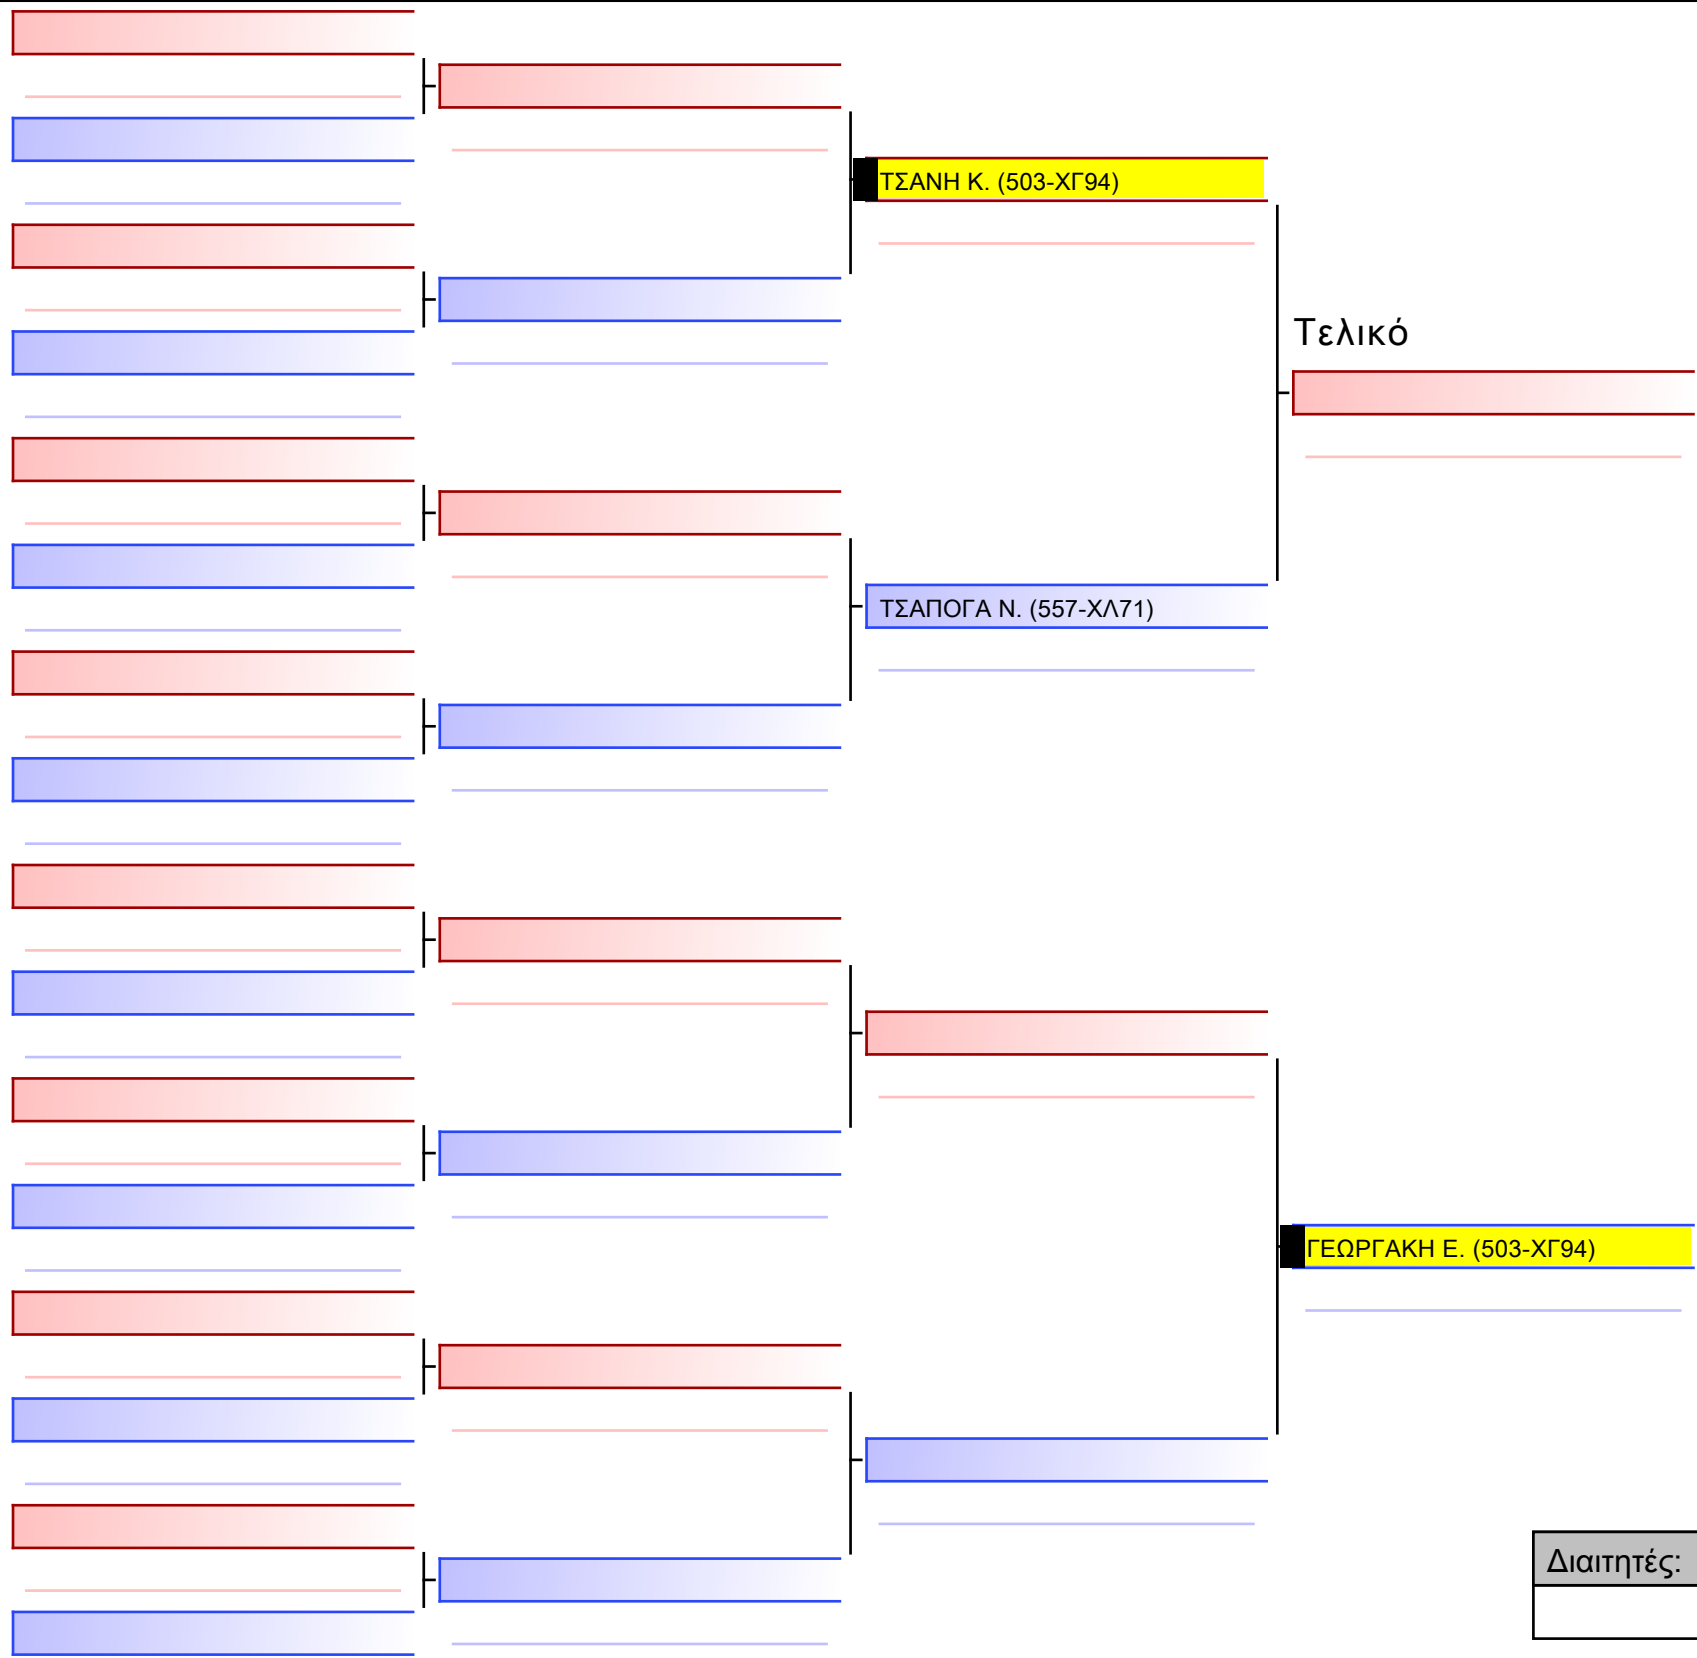 ΤΣΑΝΗ Κ. (503-ΧΓ94)
Τελικό
ΤΣΑΠΟΓΑ Ν. (557-ΧΛ71)
ΓΕΩΡΓΑΚΗ Ε. (503-ΧΓ94)
Διαιτητές: